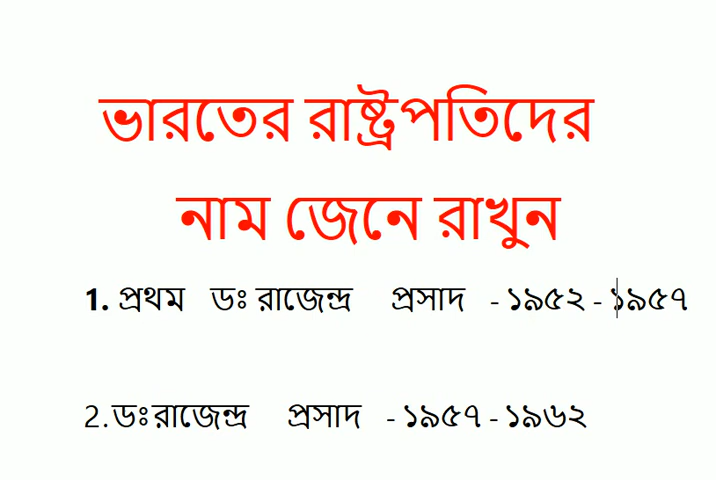 ভারতের রাষ্ট্রপতিদের
নাম জেনে রাখুন
1. প্রথম ডঃ রাজেন্দ্র প্রসাদ - ১৯৫২ - ১৯৫৭
2.ডঃরাজেন্দ্র প্রসাদ - ১৯৫৭ - ১৯৬২